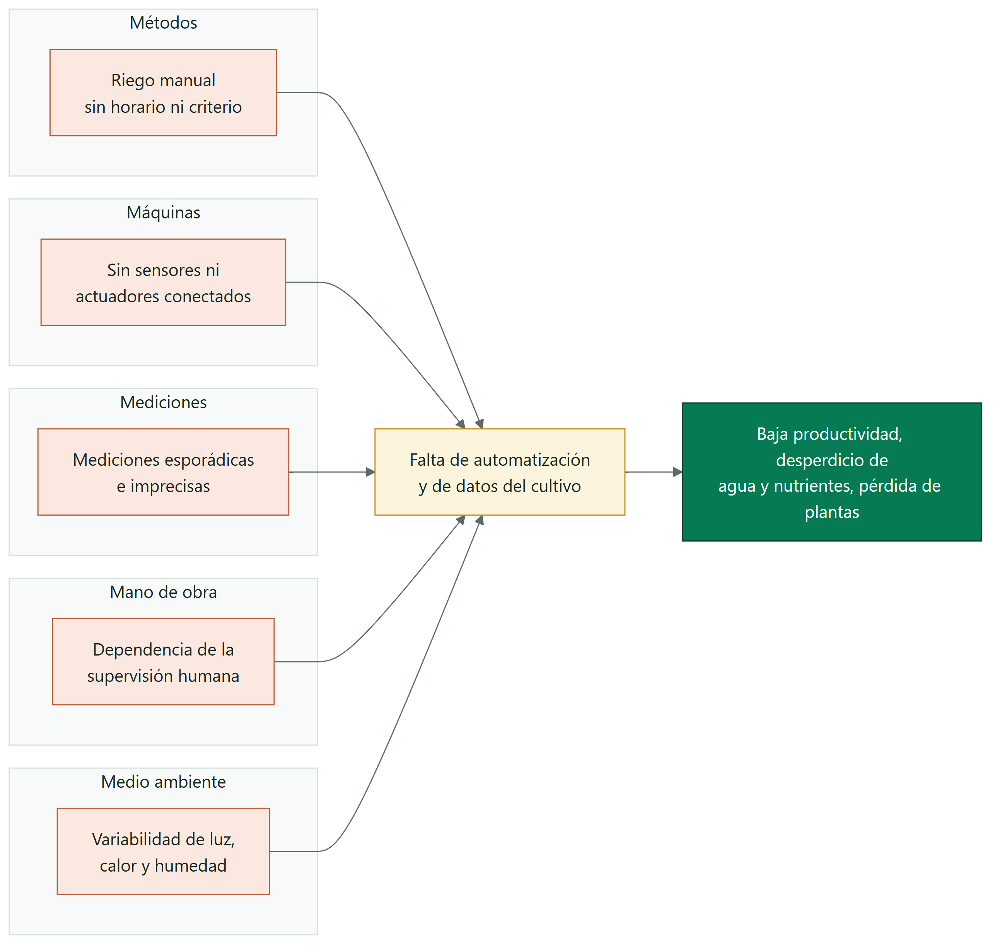 Métodos
Riego manual
sin horario ni criterio
Máquinas
Sin sensores ni
actuadores conectados
Mediciones
Mediciones esporádicas
e imprecisas
Mano de obra
Dependencia de la
supervisión humana
Medio ambiente
Variabilidad de luz,
calor y humedad
Falta de automatización
y de datos del cultivo
Baja productividad,
desperdicio de
agua y nutrientes, pérdida de
plantas